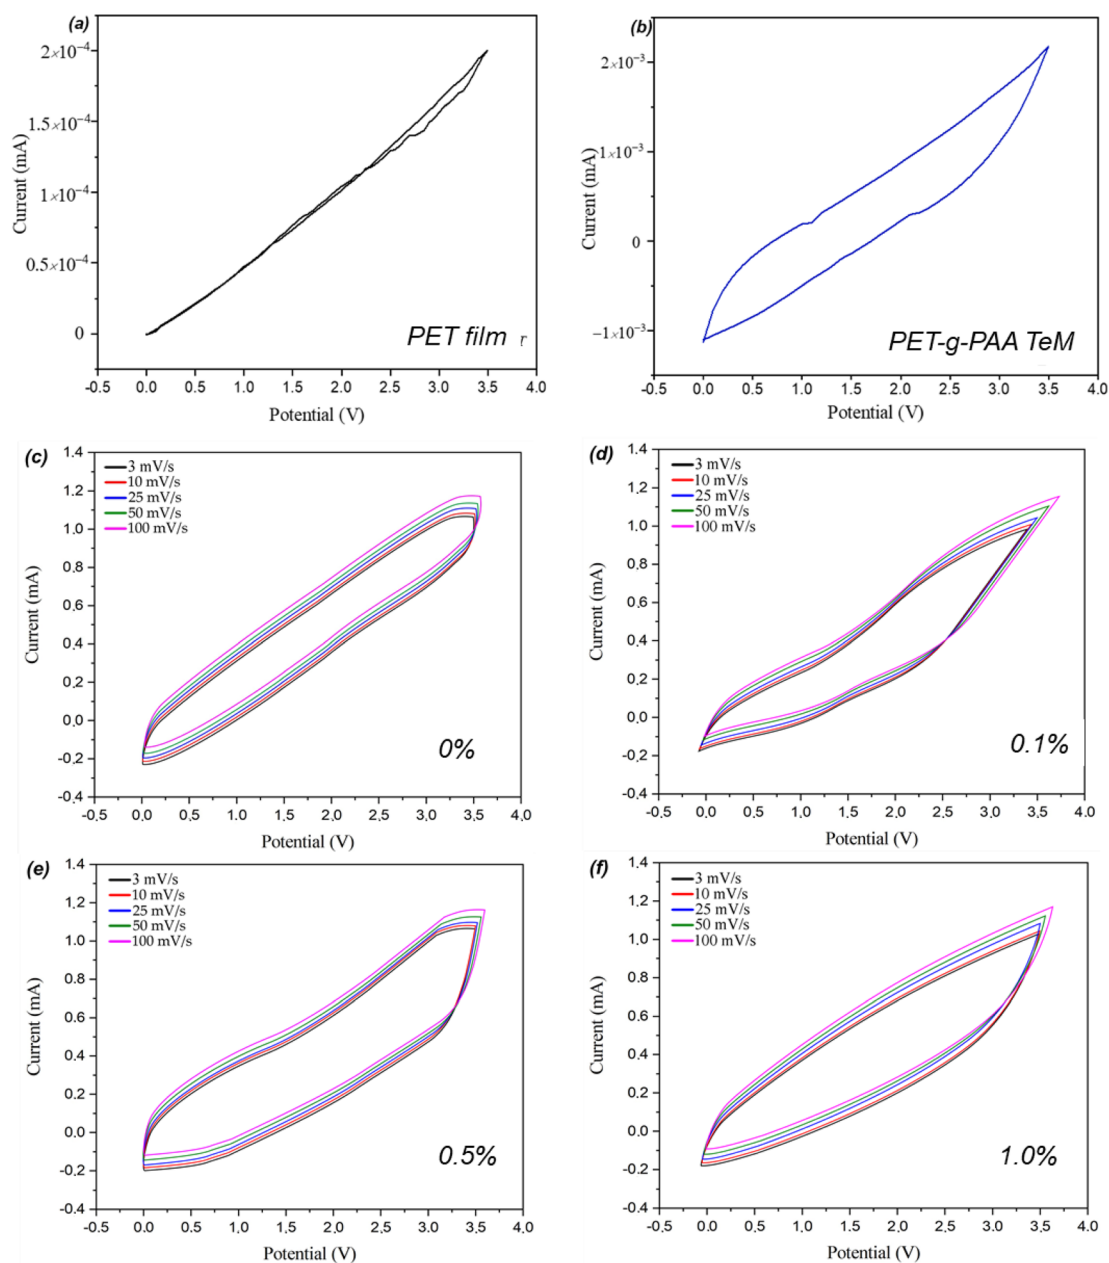 (a)
2×10⁻⁴
1.5×10⁻⁴
1×10⁻⁴
0.5×10⁻⁴
0
Current (mA)
PET film r
-0.5 0.0 0.5 1.0 1.5 2.0 2.5 3.0 3.5 4.0
Potential (V)
(b)
2×10⁻³
1×10⁻³
0
−1×10⁻³
Current (mA)
PET-g-PAA TeM
-0.5 0.0 1.0 2.0 3.0 4.0
Potential (V)
(c)
3 mV/s
10 mV/s
25 mV/s
50 mV/s
100 mV/s
1.4
1.2
1.0
0.8
0.6
0.4
0.2
0.0
-0.2
-0.4
Current (mA)
0%
-0.5 0.0 0.5 1.0 1.5 2.0 2.5 3.0 3.5 4.0
Potential (V)
(d)
3 mV/s
10 mV/s
25 mV/s
50 mV/s
100 mV/s
1.4
1.2
1.0
0.8
0.6
0.4
0.2
0.0
-0.2
-0.4
Current (mA)
0.1%
-0.5 0.0 0.5 1.0 1.5 2.0 2.5 3.0 3.5 4.0
Potential (V)
(e)
3 mV/s
10 mV/s
25 mV/s
50 mV/s
100 mV/s
1.4
1.2
1.0
0.8
0.6
0.4
0.2
0.0
-0.2
-0.4
Current (mA)
0.5%
-0.5 0.0 0.5 1.0 1.5 2.0 2.5 3.0 3.5 4.0
Potential (V)
(f)
3 mV/s
10 mV/s
25 mV/s
50 mV/s
100 mV/s
1.4
1.2
1.0
0.8
0.6
0.4
0.2
0.0
-0.2
-0.4
Current (mA)
1.0%
-0.5 0.0 0.5 1.0 1.5 2.0 2.5 3.0 3.5 4.0
Potential (V)